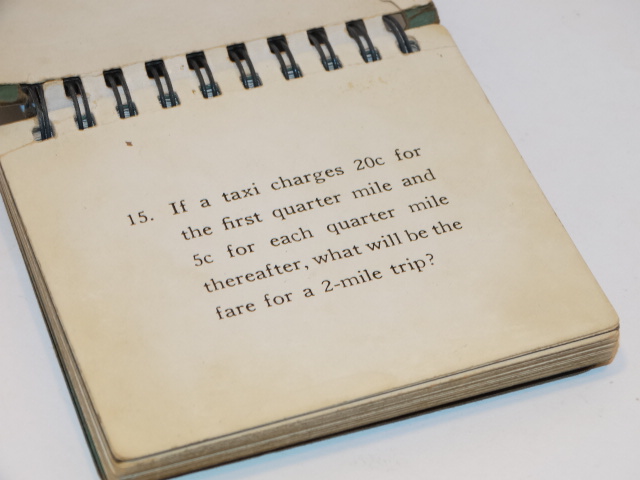 15. If a taxi charges 20c for
the first quarter mile and
5c for each quarter mile
thereafter, what will be the
fare for a 2-mile trip?